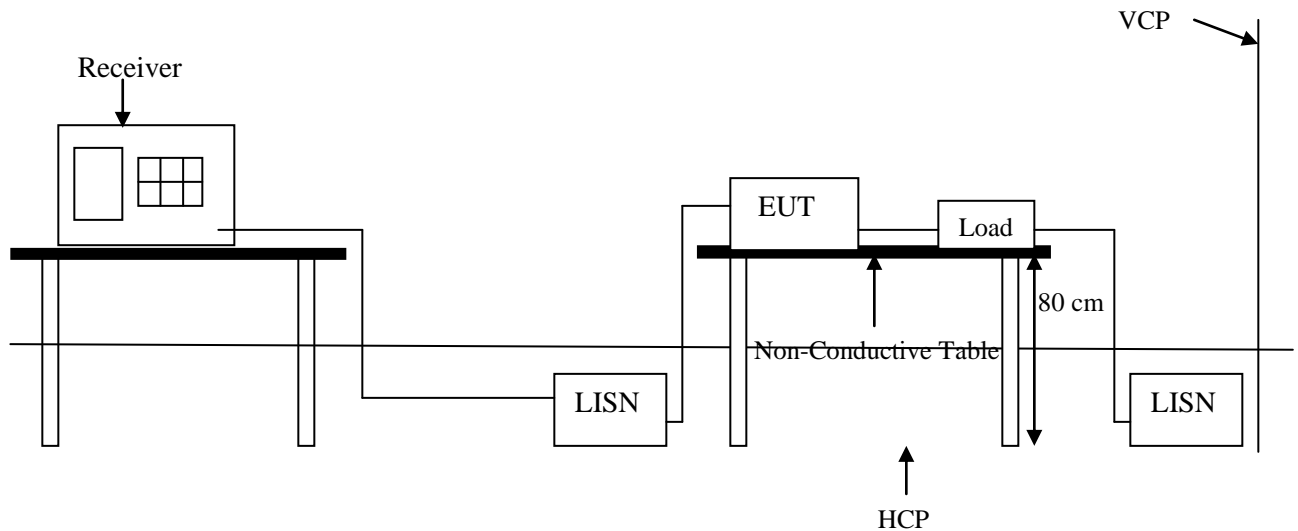 VCP
Receiver
EUT
Load
80 cm
Non-Conductive Table
LISN
LISN
HCP